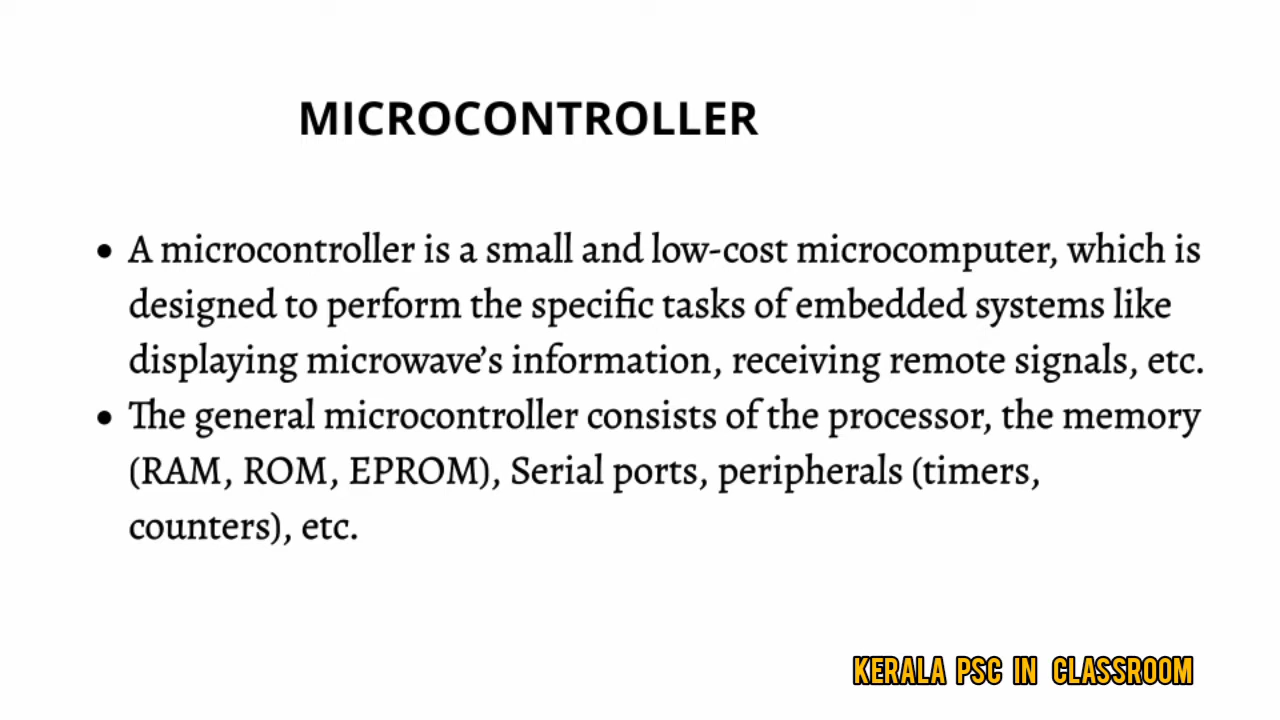 MICROCONTROLLER
• A microcontroller is a small and low-cost microcomputer, which is
designed to perform the specific tasks of embedded systems like
displaying microwave’s information, receiving remote signals, etc.
• The general microcontroller consists of the processor, the memory
(RAM, ROM, EPROM), Serial ports, peripherals (timers,
counters), etc.
KERALA PSC IN CLASSROOM